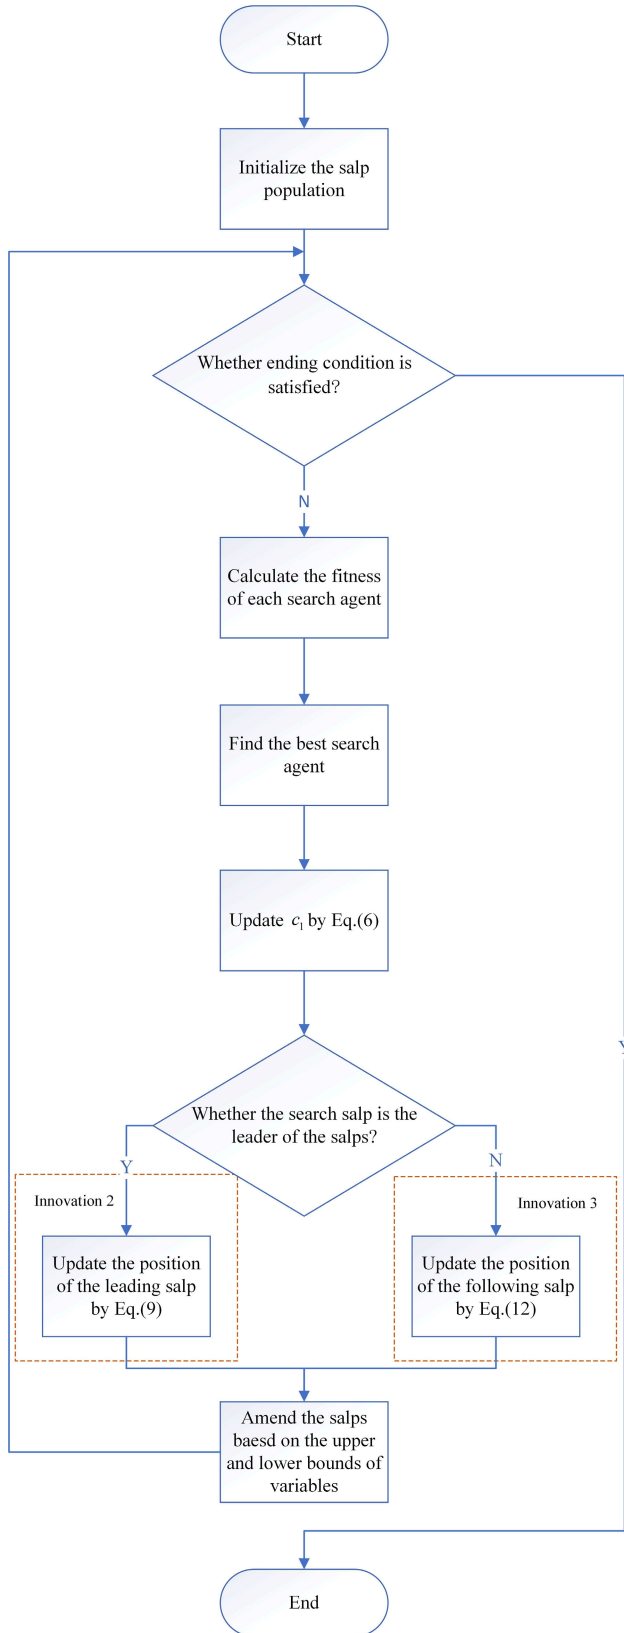 Start
Initialize the salp
population
Whether ending condition is
satisfied?
N
Calculate the fitness
of each search agent
Find the best search
agent
Update c1 by Eq.(6)
Y
Whether the search salp is the
leader of the salps?
Y
N
Innovation 2
Innovation 3
Update the position
of the leading salp
by Eq.(9)
Update the position
of the following salp
by Eq.(12)
Amend the salps
baesd on the upper
and lower bounds of
variables
End